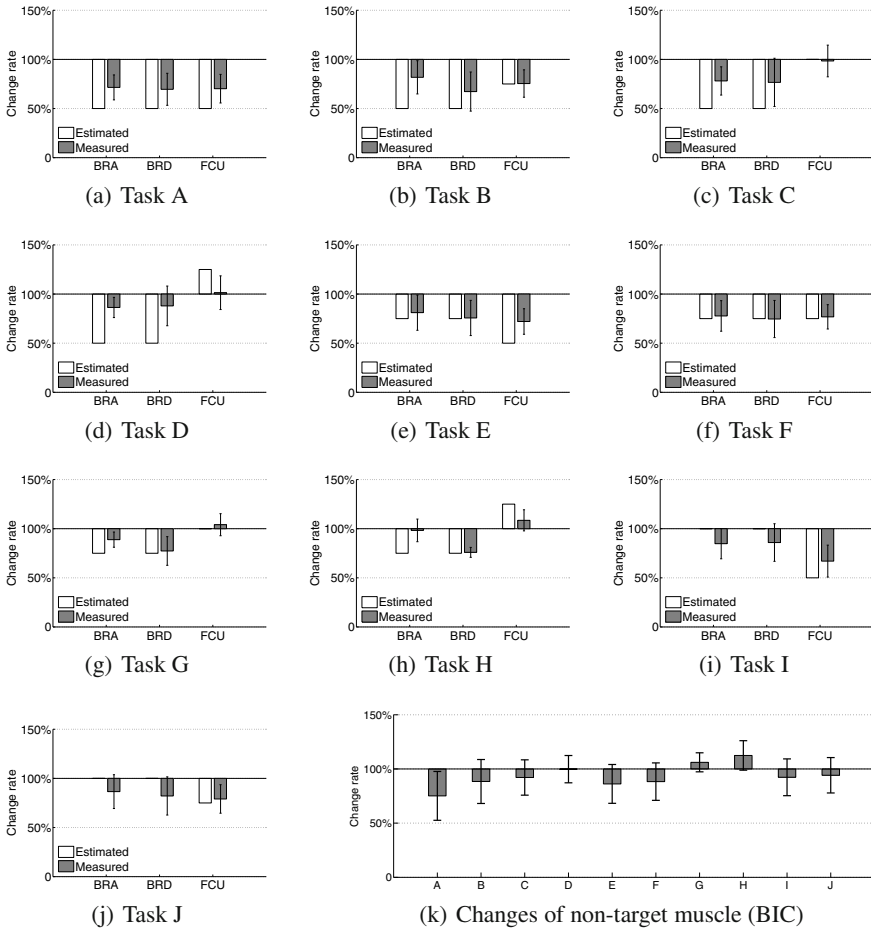 150%
100%
50%
0
Change rate
Estimated
Measured
BRA BRD FCU
(a) Task A
150%
100%
50%
0
Change rate
Estimated
Measured
BRA BRD FCU
(b) Task B
150%
100%
50%
0
Change rate
Estimated
Measured
BRA BRD FCU
(c) Task C
150%
100%
50%
0
Change rate
Estimated
Measured
BRA BRD FCU
(d) Task D
150%
100%
50%
0
Change rate
Estimated
Measured
BRA BRD FCU
(e) Task E
150%
100%
50%
0
Change rate
Estimated
Measured
BRA BRD FCU
(f) Task F
150%
100%
50%
0
Change rate
Estimated
Measured
BRA BRD FCU
(g) Task G
150%
100%
50%
0
Change rate
Estimated
Measured
BRA BRD FCU
(h) Task H
150%
100%
50%
0
Change rate
Estimated
Measured
BRA BRD FCU
(i) Task I
150%
100%
50%
0
Change rate
Estimated
Measured
BRA BRD FCU
(j) Task J
150%
100%
50%
0
Change rate
A B C D E F G H I J
(k) Changes of non-target muscle (BIC)